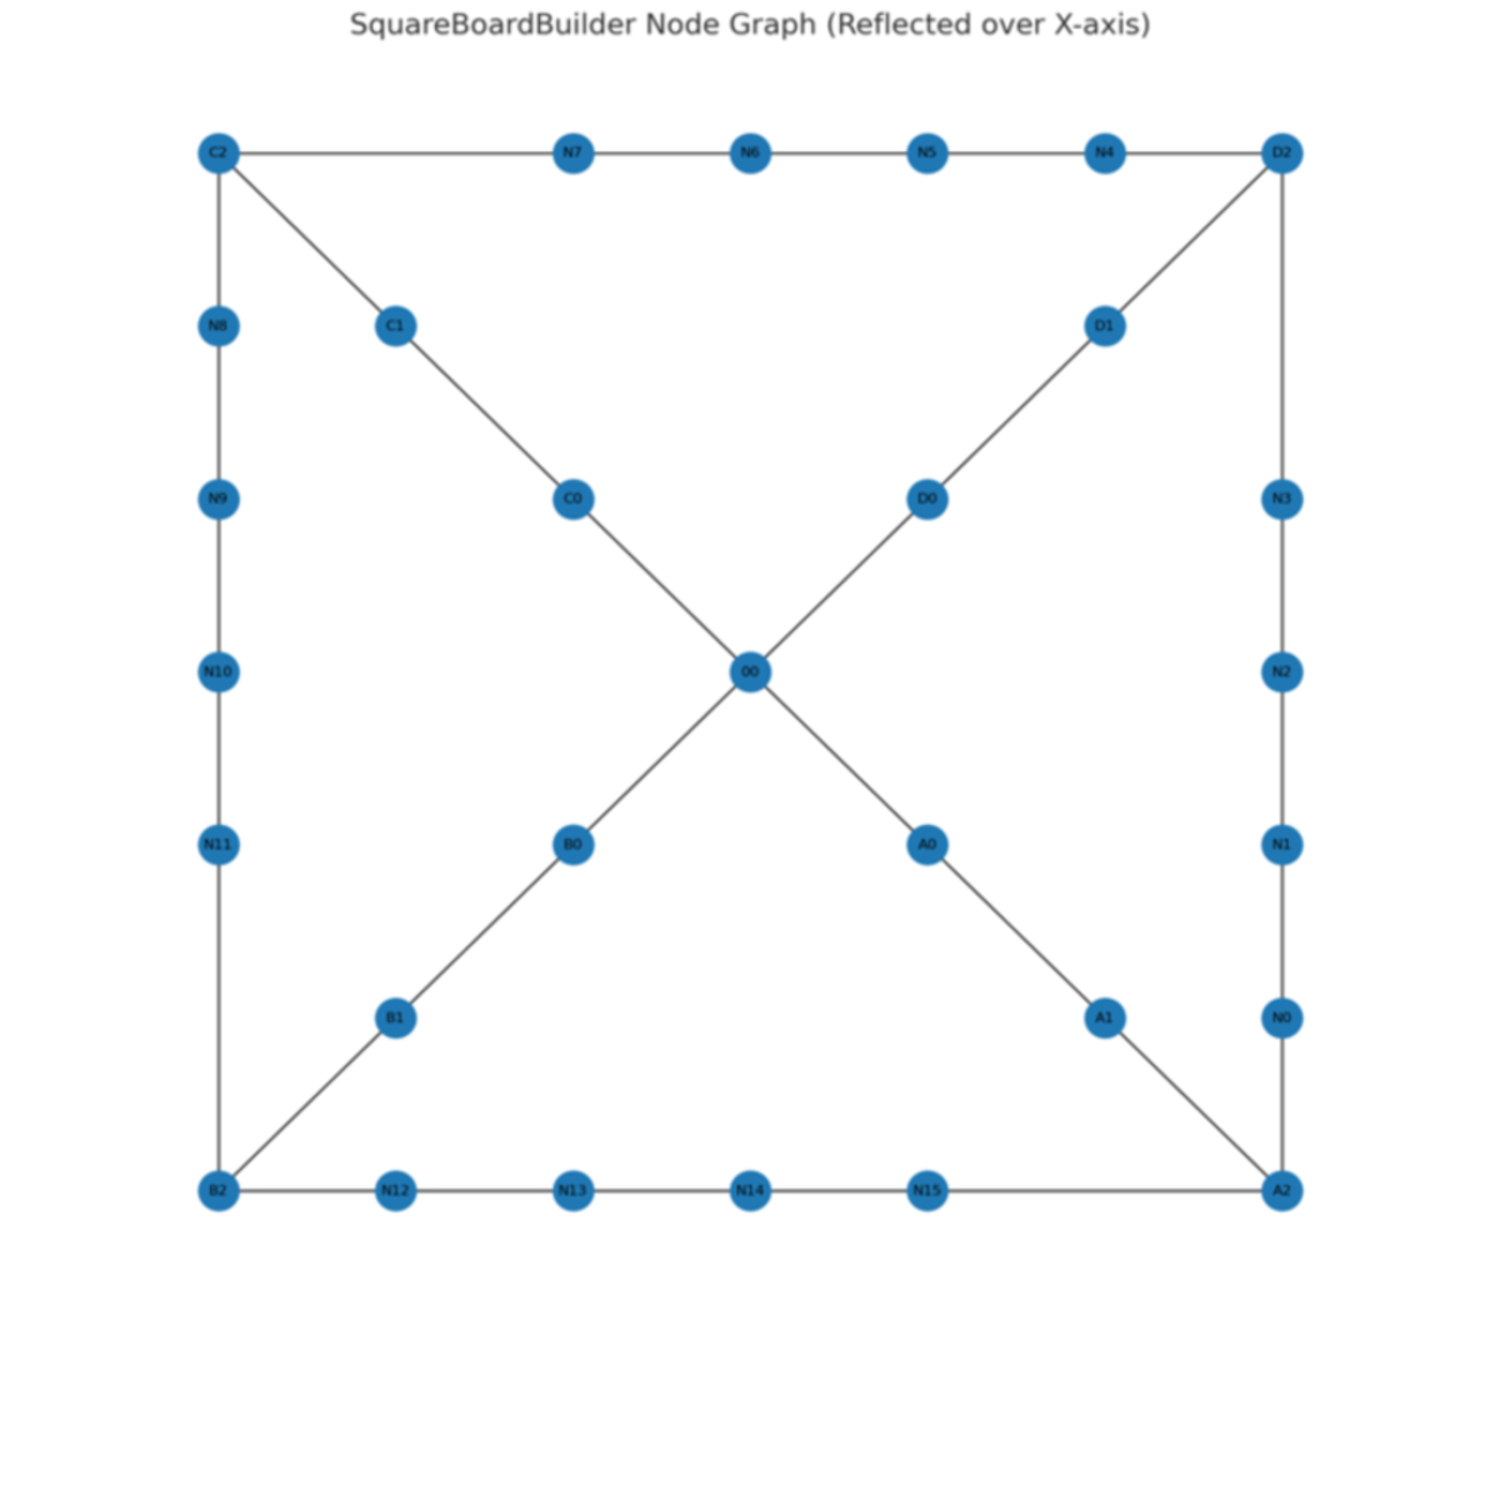 SquareBoardBuilder Node Graph (Reflected over X-axis)
C2 N7 N6 N5 N4 D2
N8 C1 D1
N9 C0 D0 N3
N10 00 N2
N11 B0 A0 N1
B1 A1 N0
B2 N12 N13 N14 N15 A2